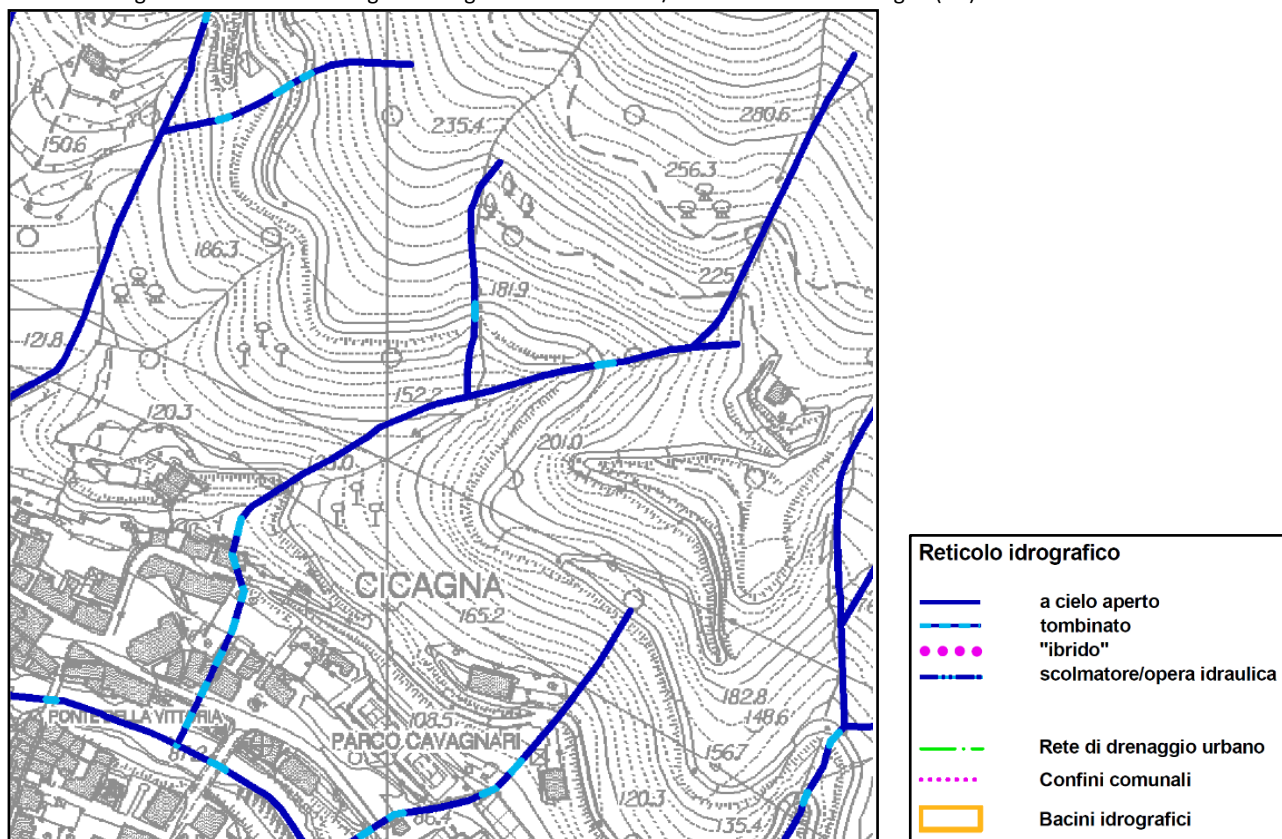 150.6
235.4
280.6
256.3
186.3
225
181.9
121.8
152.2
120.3
201.0
CICAGNA
165.2
182.8
148.6
PONTE DELLA VITTORIA
108.5
PARCO CAVAGNARI
87.2
156.7
120.3
135.4
Reticolo idrografico
a cielo aperto
tombinato
"ibrido"
scolmatore/opera idraulica
Rete di drenaggio urbano
Confini comunali
Bacini idrografici